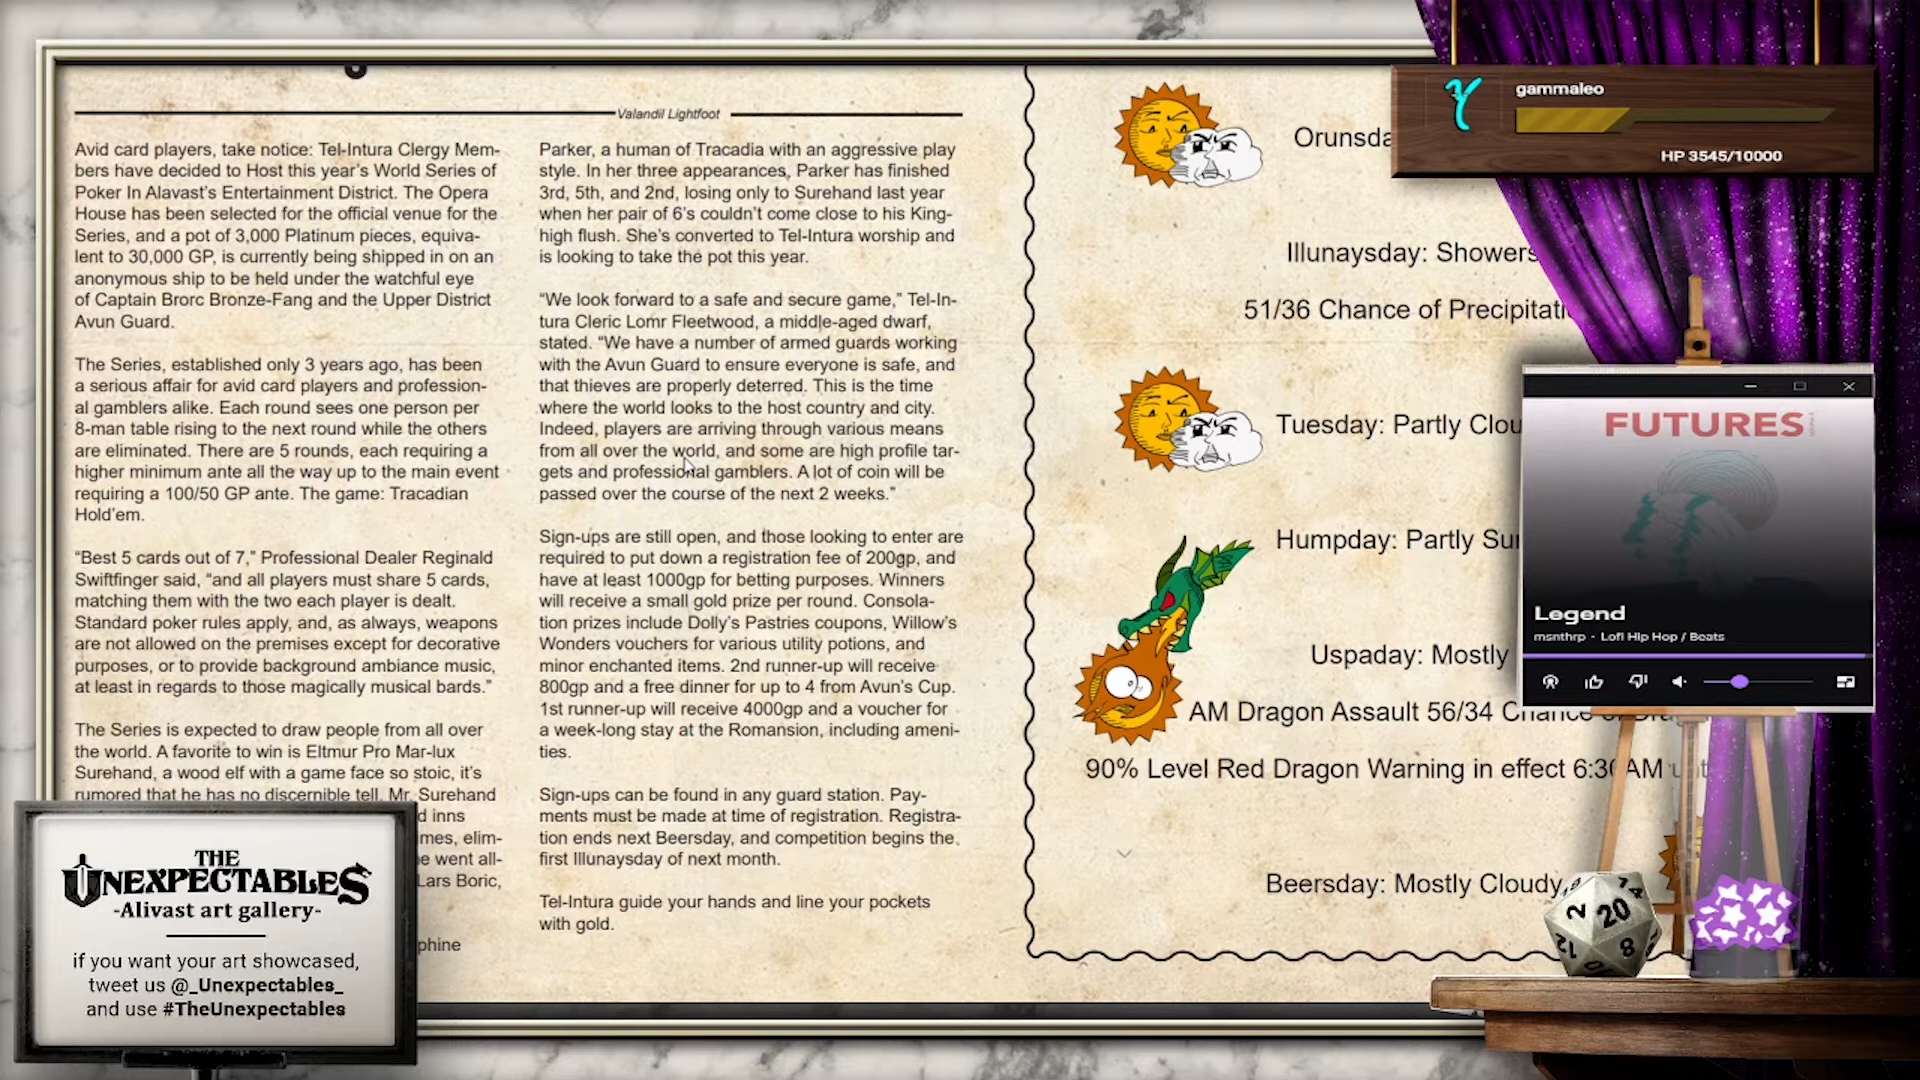 Valandil Lightfoot
Avid card players, take notice: Tel-Intura Clergy Mem-
bers have decided to Host this year's World Series of
Poker In Alavast's Entertainment District. The Opera
House has been selected for the official venue for the
Series, and a pot of 3,000 Platinum pieces, equiva-
lent to 30,000 GP, is currently being shipped in on an
anonymous ship to be held under the watchful eye
of Captain Brorc Bronze-Fang and the Upper District
Avun Guard.
The Series, established only 3 years ago, has been
a serious affair for avid card players and profession-
al gamblers alike. Each round sees one person per
8-man table rising to the next round while the others
are eliminated. There are 5 rounds, each requiring a
higher minimum ante all the way up to the main event
requiring a 100/50 GP ante. The game: Tracadian
Hold'em.
“Best 5 cards out of 7,” Professional Dealer Reginald
Swiftfinger said, “and all players must share 5 cards,
matching them with the two each player is dealt.
Standard poker rules apply, and, as always, weapons
are not allowed on the premises except for decorative
purposes, or to provide background ambiance music,
at least in regards to those magically musical bards.”
The Series is expected to draw people from all over
the world. A favorite to win is Eltmur Pro Mar-lux
Surehand, a wood elf with a game face so stoic, it's
rumored that he has no discernible tell. Mr. Surehand
d inns
mes, elim-
e went all-
Lars Boric,
phine
Parker, a human of Tracadia with an aggressive play
style. In her three appearances, Parker has finished
3rd, 5th, and 2nd, losing only to Surehand last year
when her pair of 6's couldn't come close to his King-
high flush. She's converted to Tel-Intura worship and
is looking to take the pot this year.
“We look forward to a safe and secure game,” Tel-In-
tura Cleric Lomr Fleetwood, a middle-aged dwarf,
stated. “We have a number of armed guards working
with the Avun Guard to ensure everyone is safe, and
that thieves are properly deterred. This is the time
where the world looks to the host country and city.
Indeed, players are arriving through various means
from all over the world, and some are high profile tar-
gets and professional gamblers. A lot of coin will be
passed over the course of the next 2 weeks.”
Sign-ups are still open, and those looking to enter are
required to put down a registration fee of 200gp, and
have at least 1000gp for betting purposes. Winners
will receive a small gold prize per round. Consola-
tion prizes include Dolly's Pastries coupons, Willow's
Wonders vouchers for various utility potions, and
minor enchanted items. 2nd runner-up will receive
800gp and a free dinner for up to 4 from Avun's Cup.
1st runner-up will receive 4000gp and a voucher for
a week-long stay at the Romansion, including ameni-
ties.
Sign-ups can be found in any guard station. Pay-
ments must be made at time of registration. Registra-
tion ends next Beersday, and competition begins the
first Illunaysday of next month.
Tel-Intura guide your hands and line your pockets
with gold.
Orunsda
Illunaysday: Showers
51/36 Chance of Precipitati
Tuesday: Partly Clou
Humpday: Partly Su
Uspaday: Mostly
AM Dragon Assault 56/34 Chance
90% Level Red Dragon Warning in effect 6:30AM
Beersday: Mostly Cloudy
gammaleo
HP 3545/10000
FUTURES
Legend
msnthrp - Lofi Hip Hop / Beats
THE
UNEXPECTABLES
-Alivast art gallery-
if you want your art showcased,
tweet us @_Unexpectables_
and use #TheUnexpectables
2
20
14
12
8